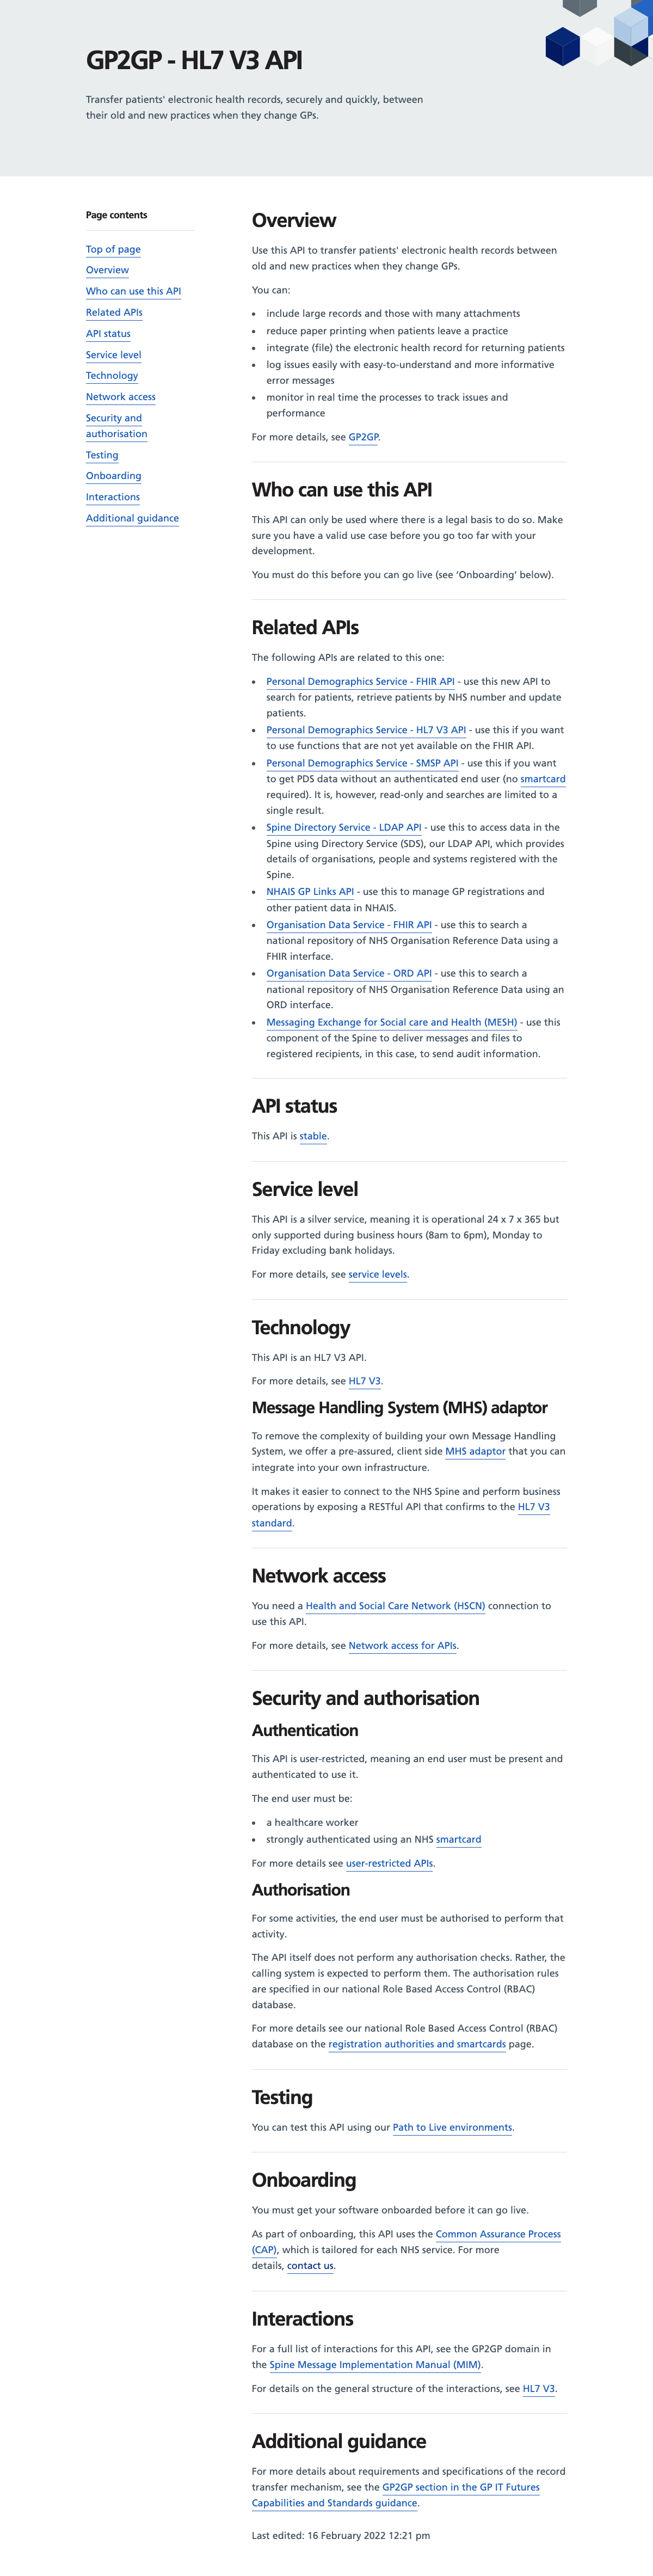 GP2GP - HL7 V3 API
Transfer patients' electronic health records, securely and quickly, between
their old and new practices when they change GPs.
Page contents
Top of page
Overview
Who can use this API
Related APIs
API status
Service level
Technology
Network access
Security and
authorisation
Testing
Onboarding
Interactions
Additional guidance
Overview
Use this API to transfer patients' electronic health records between
old and new practices when they change GPs.
You can:
• include large records and those with many attachments
• reduce paper printing when patients leave a practice
• integrate (file) the electronic health record for returning patients
• log issues easily with easy-to-understand and more informative
error messages
• monitor in real time the processes to track issues and
performance
For more details, see GP2GP.
Who can use this API
This API can only be used where there is a legal basis to do so. Make
sure you have a valid use case before you go too far with your
development.
You must do this before you can go live (see ‘Onboarding’ below).
Related APIs
The following APIs are related to this one:
• Personal Demographics Service - FHIR API - use this new API to
search for patients, retrieve patients by NHS number and update
patients.
• Personal Demographics Service - HL7 V3 API - use this if you want
to use functions that are not yet available on the FHIR API.
• Personal Demographics Service - SMSP API - use this if you want
to get PDS data without an authenticated end user (no smartcard
required). It is, however, read-only and searches are limited to a
single result.
• Spine Directory Service - LDAP API - use this to access data in the
Spine using Directory Service (SDS), our LDAP API, which provides
details of organisations, people and systems registered with the
Spine.
• NHAIS GP Links API - use this to manage GP registrations and
other patient data in NHAIS.
• Organisation Data Service - FHIR API - use this to search a
national repository of NHS Organisation Reference Data using a
FHIR interface.
• Organisation Data Service - ORD API - use this to search a
national repository of NHS Organisation Reference Data using an
ORD interface.
• Messaging Exchange for Social care and Health (MESH) - use this
component of the Spine to deliver messages and files to
registered recipients, in this case, to send audit information.
API status
This API is stable.
Service level
This API is a silver service, meaning it is operational 24 x 7 x 365 but
only supported during business hours (8am to 6pm), Monday to
Friday excluding bank holidays.
For more details, see service levels.
Technology
This API is an HL7 V3 API.
For more details, see HL7 V3.
Message Handling System (MHS) adaptor
To remove the complexity of building your own Message Handling
System, we offer a pre-assured, client side MHS adaptor that you can
integrate into your own infrastructure.
It makes it easier to connect to the NHS Spine and perform business
operations by exposing a RESTful API that confirms to the HL7 V3
standard.
Network access
You need a Health and Social Care Network (HSCN) connection to
use this API.
For more details, see Network access for APIs.
Security and authorisation
Authentication
This API is user-restricted, meaning an end user must be present and
authenticated to use it.
The end user must be:
• a healthcare worker
• strongly authenticated using an NHS smartcard
For more details see user-restricted APIs.
Authorisation
For some activities, the end user must be authorised to perform that
activity.
The API itself does not perform any authorisation checks. Rather, the
calling system is expected to perform them. The authorisation rules
are specified in our national Role Based Access Control (RBAC)
database.
For more details see our national Role Based Access Control (RBAC)
database on the registration authorities and smartcards page.
Testing
You can test this API using our Path to Live environments.
Onboarding
You must get your software onboarded before it can go live.
As part of onboarding, this API uses the Common Assurance Process
(CAP), which is tailored for each NHS service. For more
details, contact us.
Interactions
For a full list of interactions for this API, see the GP2GP domain in
the Spine Message Implementation Manual (MIM).
For details on the general structure of the interactions, see HL7 V3.
Additional guidance
For more details about requirements and specifications of the record
transfer mechanism, see the GP2GP section in the GP IT Futures
Capabilities and Standards guidance.
Last edited: 16 February 2022 12:21 pm